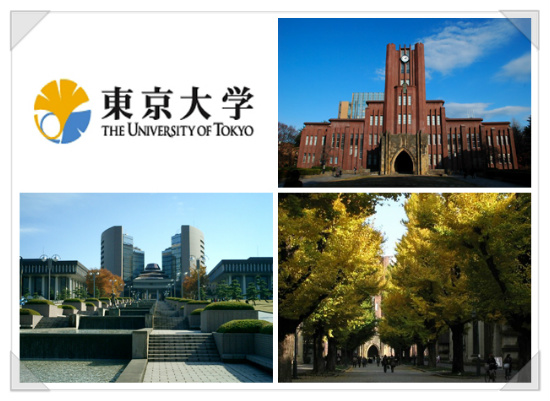 東京大学
THE UNIVERSITY OF TOKYO